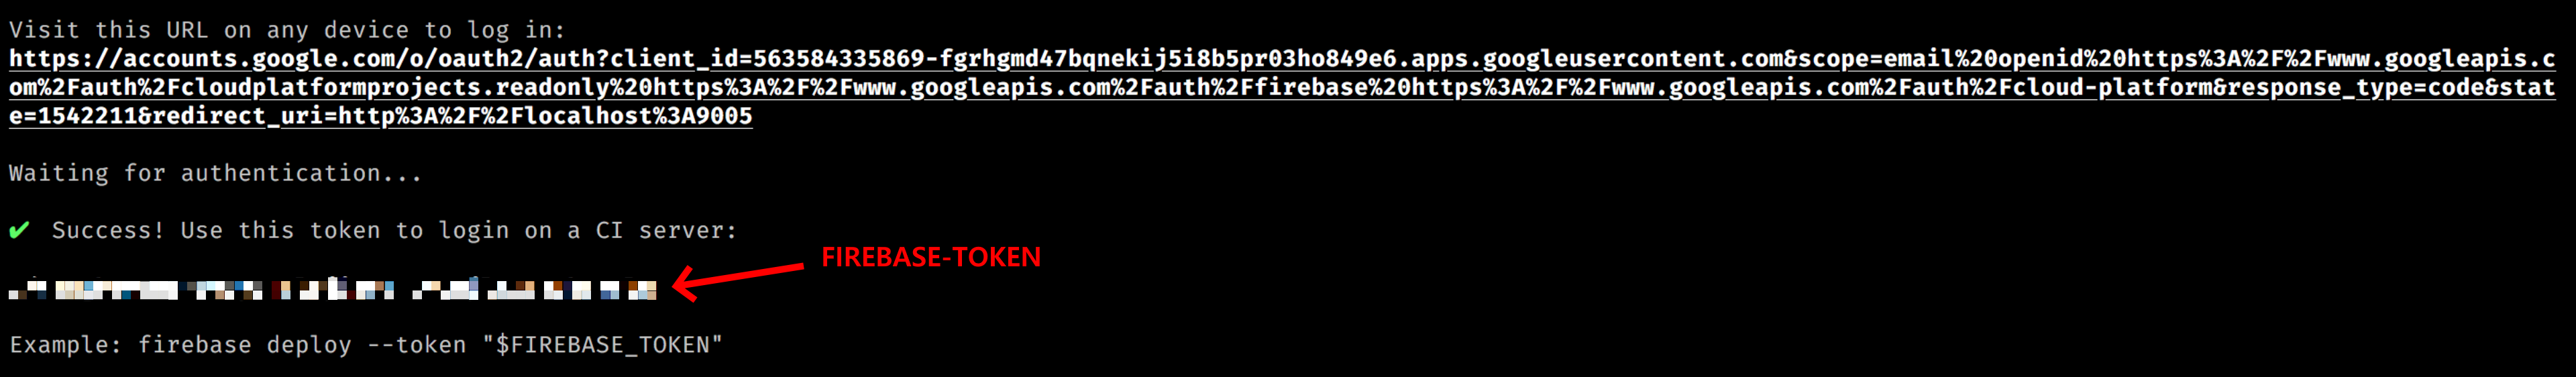 Visit this URL on any device to log in:
https://accounts.google.com/o/oauth2/auth?client_id=563584335869-fgrhgmd47bqnekij5i8b5pr03ho849e6.apps.googleusercontent.com&scope=email%20openid%20https%3A%2F%2Fwww.googleapis.c
om%2Fauth%2Fcloudplatformprojects.readonly%20https%3A%2F%2Fwww.googleapis.com%2Fauth%2Ffirebase%20https%3A%2F%2Fwww.googleapis.com%2Fauth%2Fcloud-platform&response_type=code&stat
e=1542211&redirect_uri=http%3A%2F%2Flocalhost%3A9005
Waiting for authentication...
✔ Success! Use this token to login on a CI server:
FIREBASE-TOKEN
Example: firebase deploy --token "$FIREBASE_TOKEN"